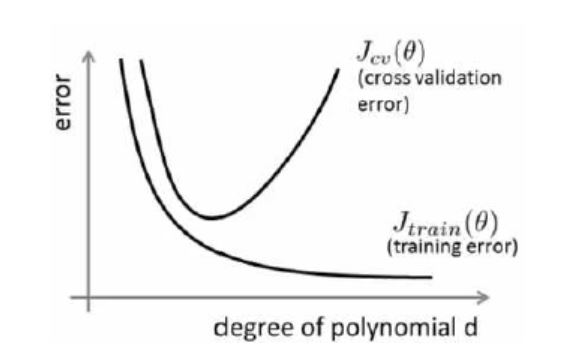 J_cv(θ)
(cross validation
error)
error
J_train(θ)
(training error)
degree of polynomial d